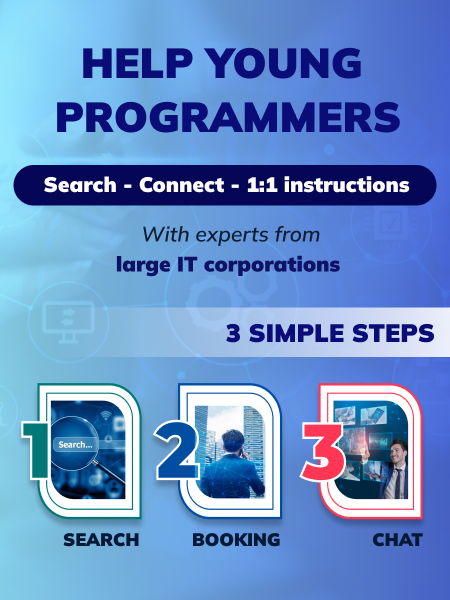 HELP YOUNG
PROGRAMMERS
Search - Connect - 1:1 instructions
With experts from
large IT corporations
3 SIMPLE STEPS
1
Search...
2
3
SEARCH
BOOKING
CHAT